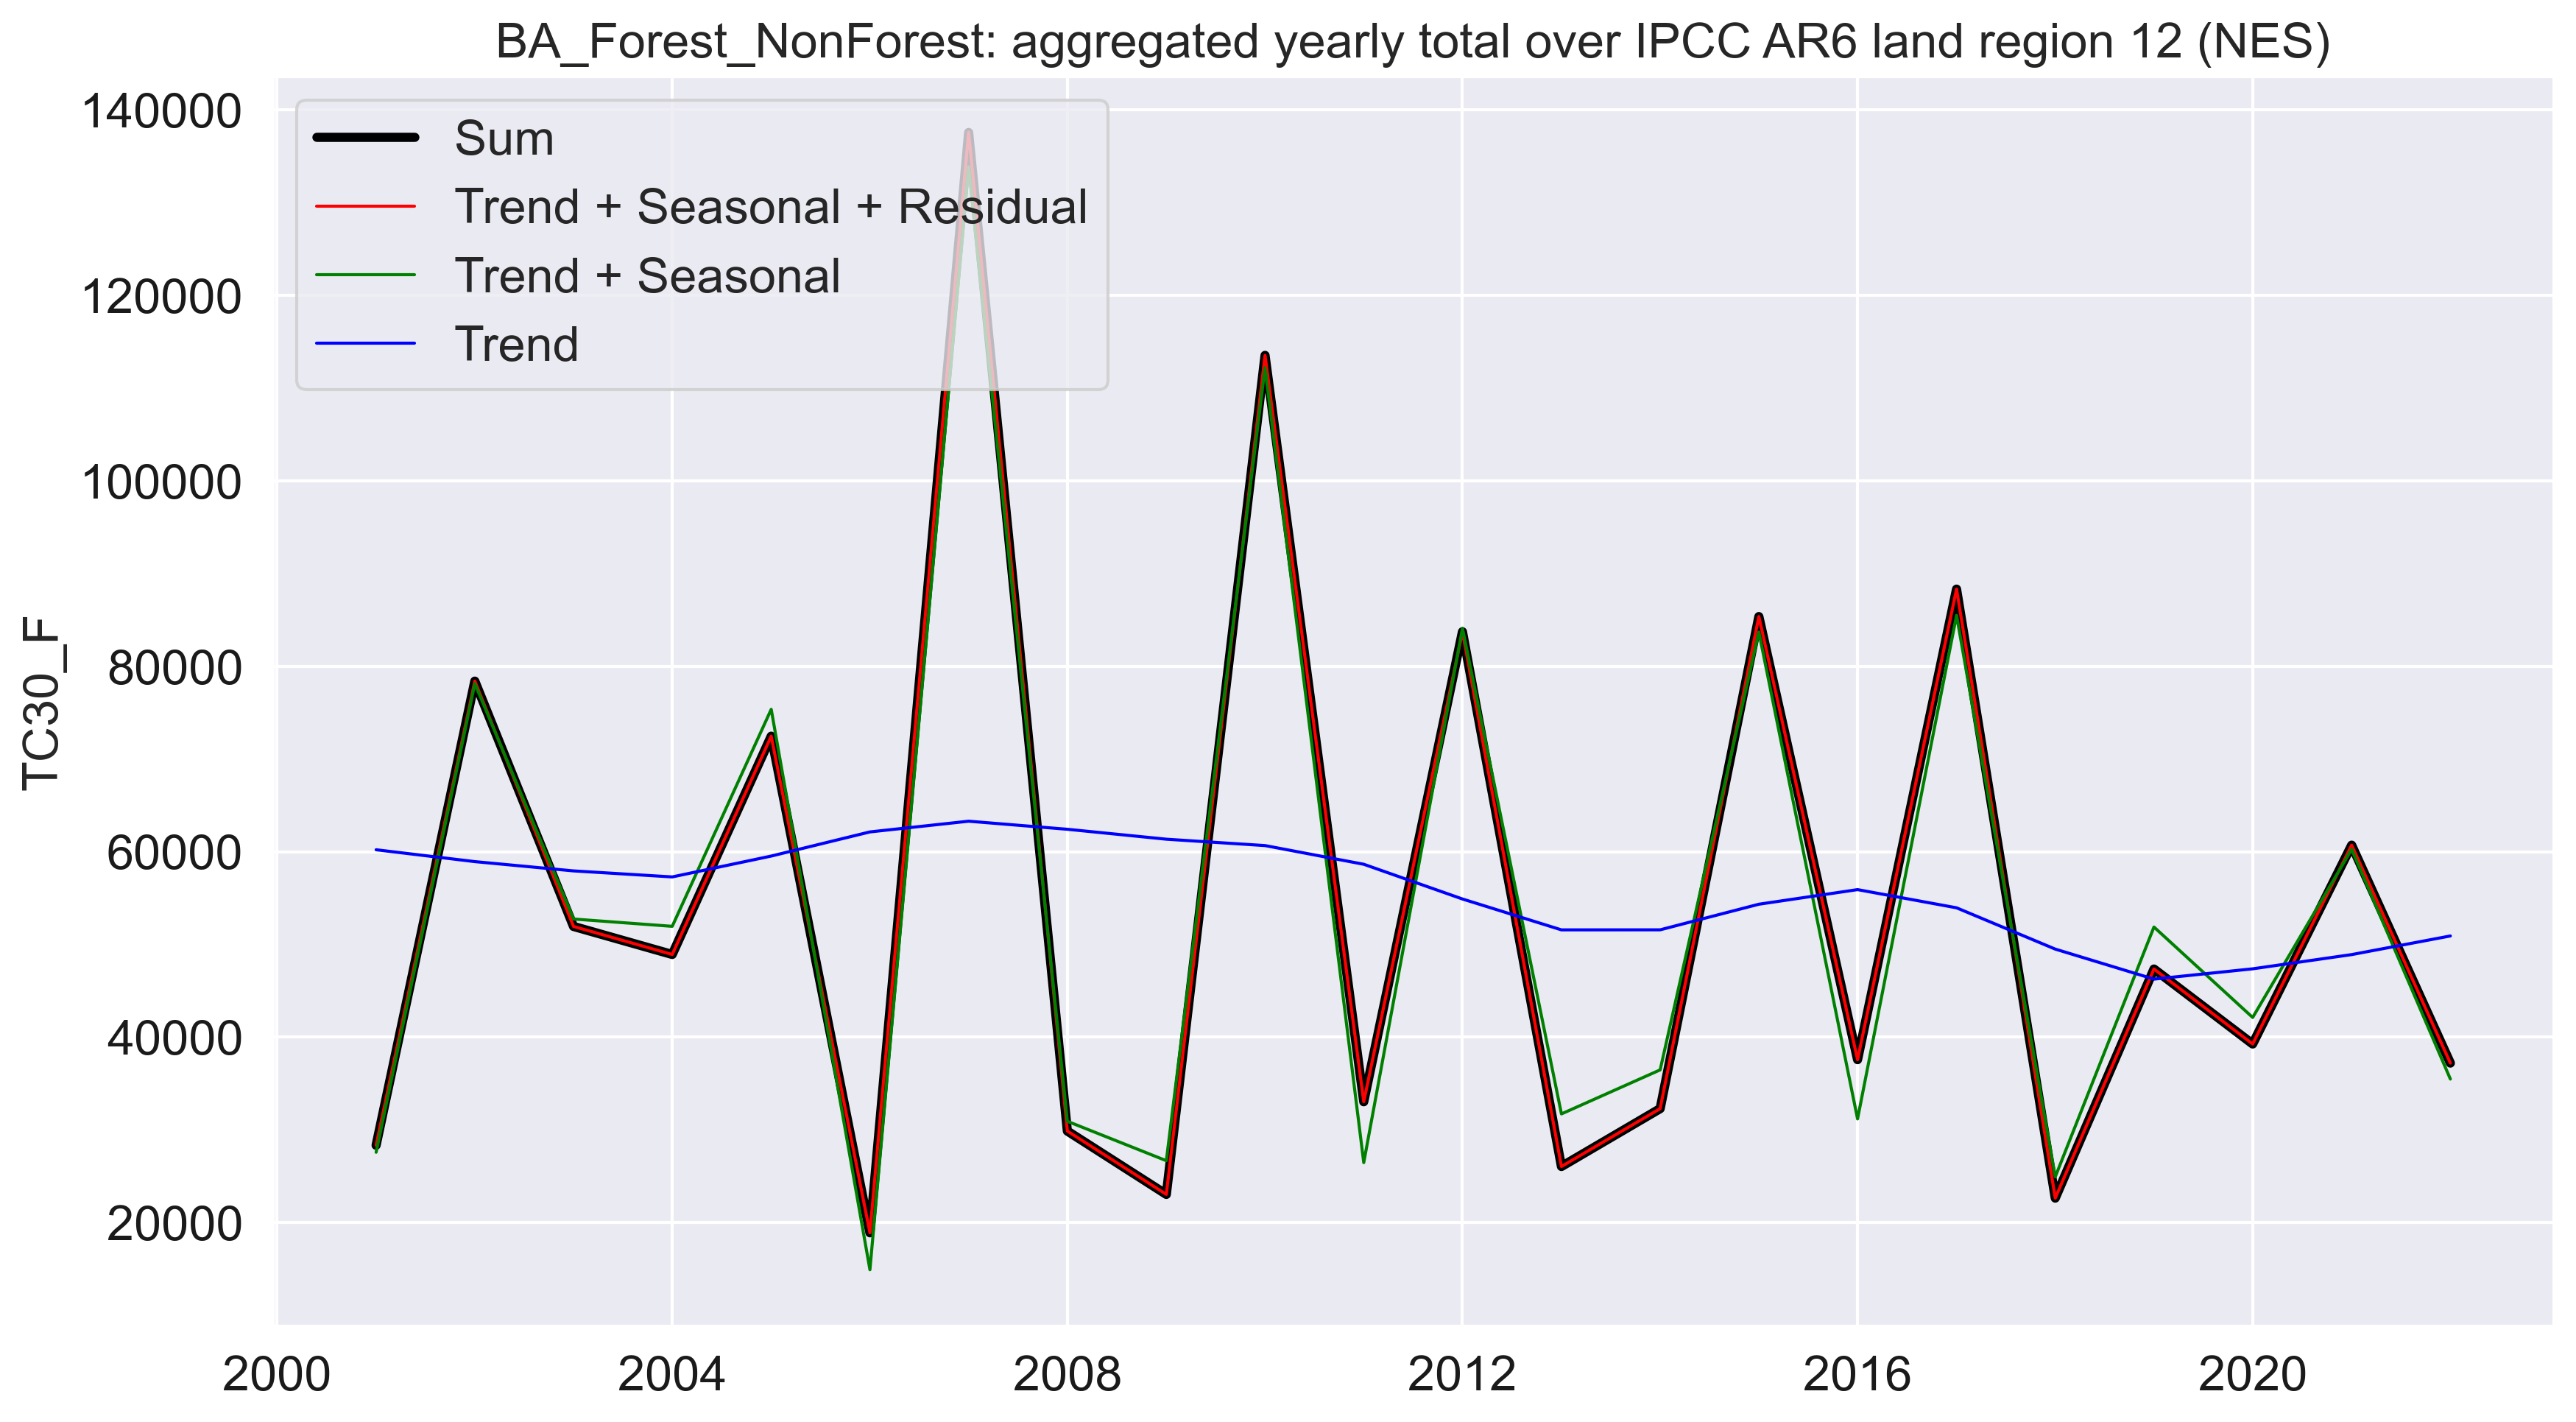 BA_Forest_NonForest: aggregated yearly total over IPCC AR6 land region 12 (NES)
140000
120000
100000
80000
60000
40000
20000
TC30_F
Sum
Trend + Seasonal + Residual
Trend + Seasonal
Trend
2000 2004 2008 2012 2016 2020